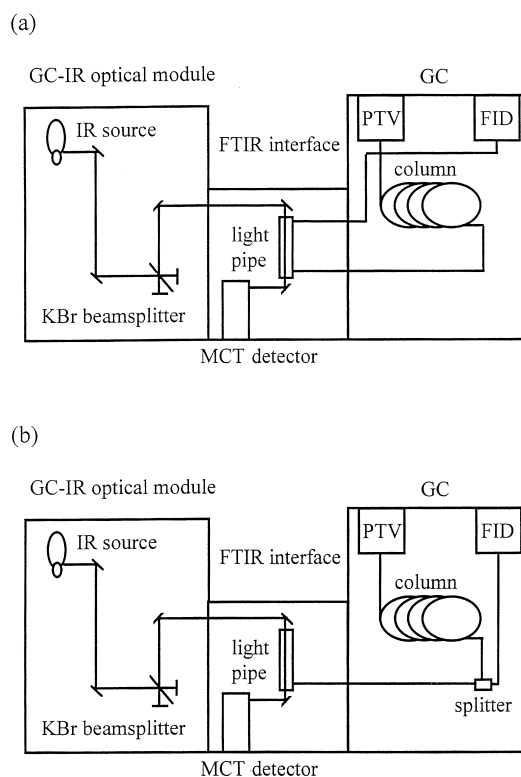 (a)
GC
GC-IR optical module
PTV
FID
IR source
FTIR interface
column
light
pipe
KBr beamsplitter
MCT detector
(b)
GC
GC-IR optical module
PTV
FID
IR source
FTIR interface
column
light
pipe
splitter
KBr beamsplitter
MCT detector